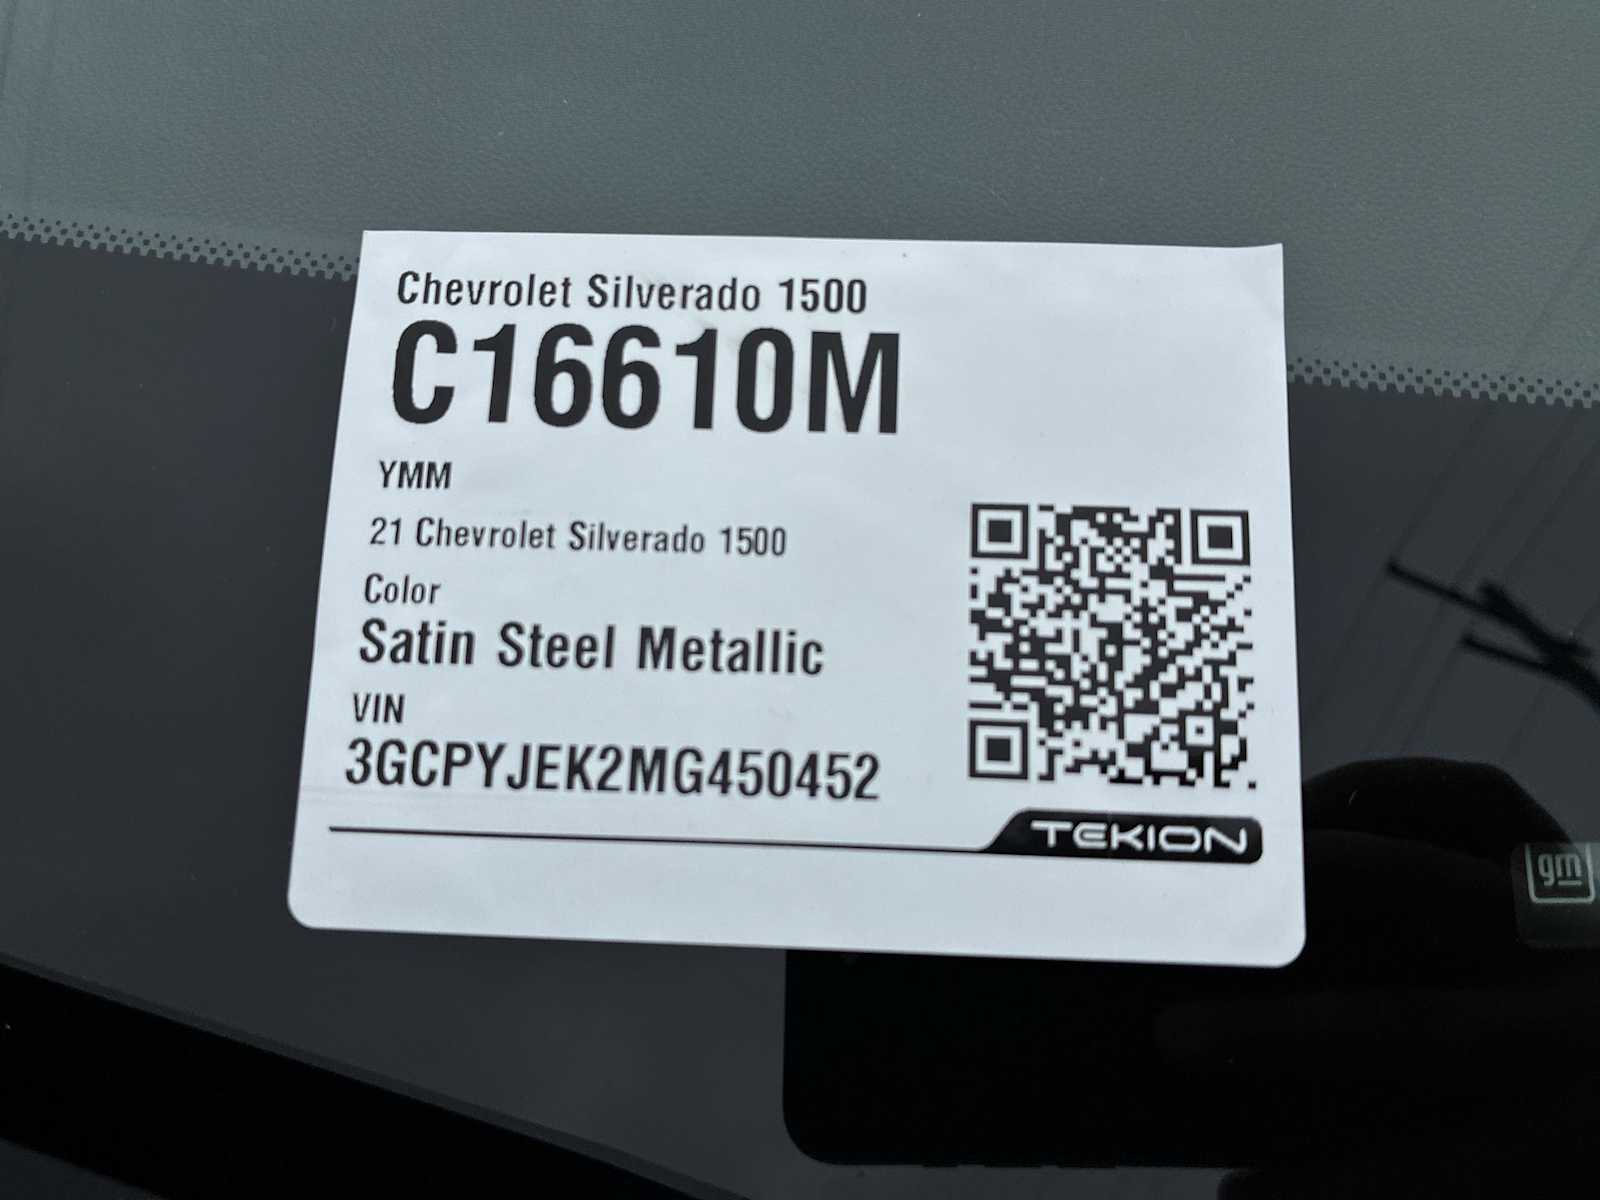 Chevrolet Silverado 1500
C16610M
YMM
21 Chevrolet Silverado 1500
Color
Satin Steel Metallic
VIN
3GCPYJEK2MG450452
TEKION
gm